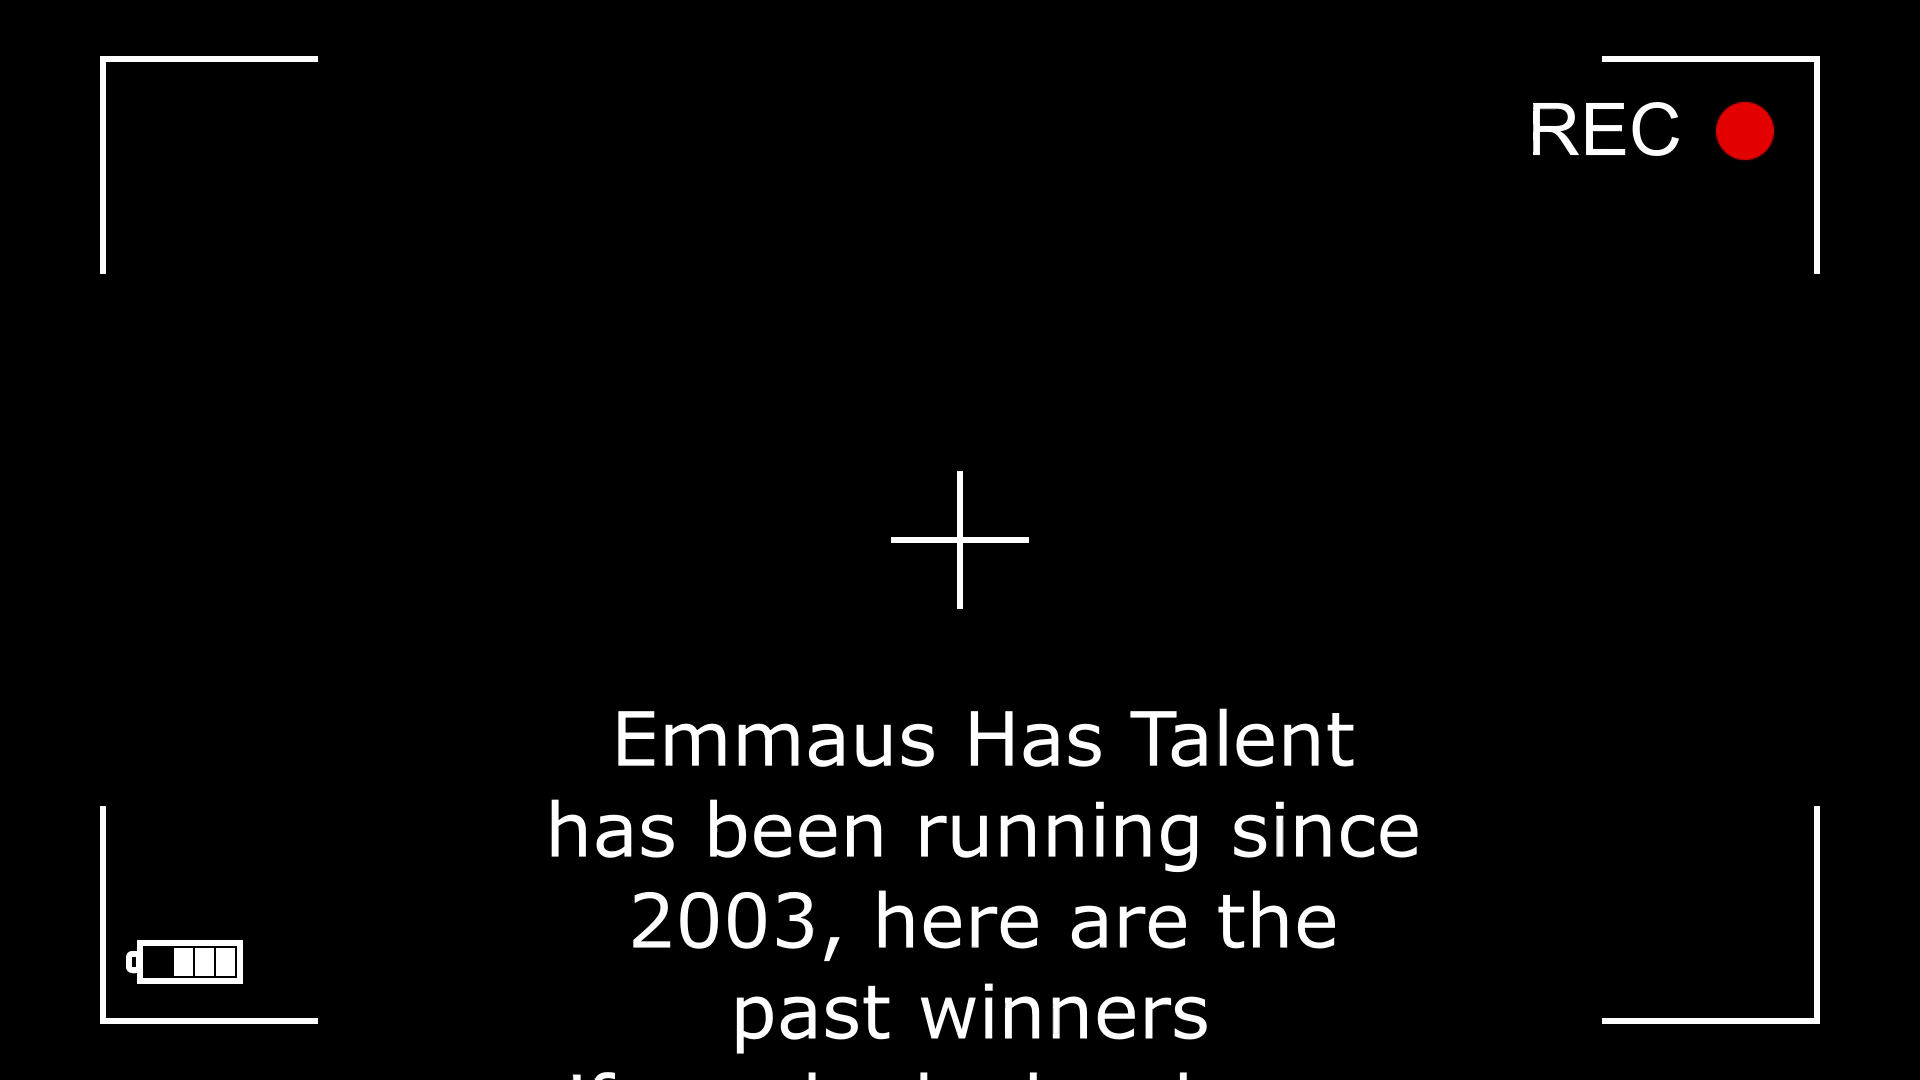 REC
Emmaus Has Talent
has been running since
2003, here are the
past winners